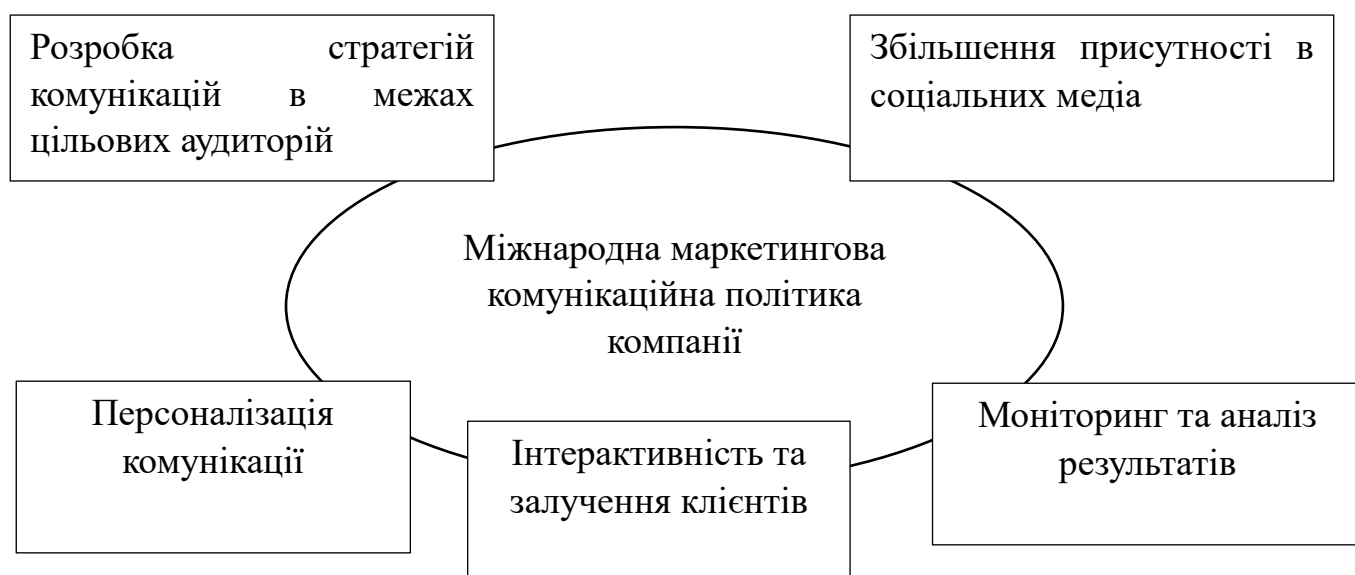 Розробка стратегій
комунікацій в межах
цільових аудиторій
Збільшення присутності в
соціальних медіа
Міжнародна маркетингова
комунікаційна політика
компанії
Персоналізація
комунікації
Інтерактивність та
залучення клієнтів
Моніторинг та аналіз
результатів